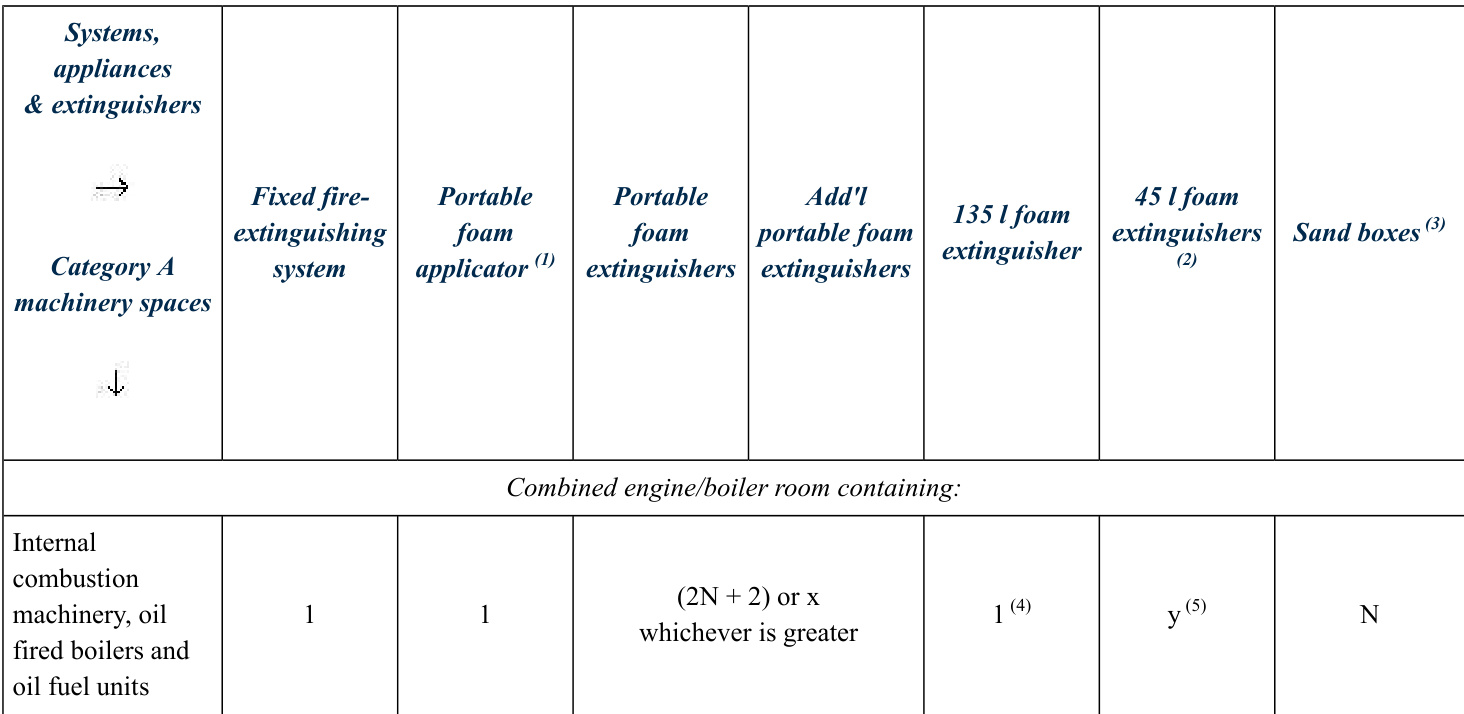 Systems,
appliances
& extinguishers
→
Category A
machinery spaces
↓
Fixed fire-
extinguishing
system
Portable
foam
applicator (1)
Portable
foam
extinguishers
Add'l
portable foam
extinguishers
135 l foam
extinguisher
45 l foam
extinguishers
(2)
Sand boxes (3)
Combined engine/boiler room containing:
Internal
combustion
machinery, oil
fired boilers and
oil fuel units
1
1
(2N + 2) or x
whichever is greater
1 (4)
y (5)
N